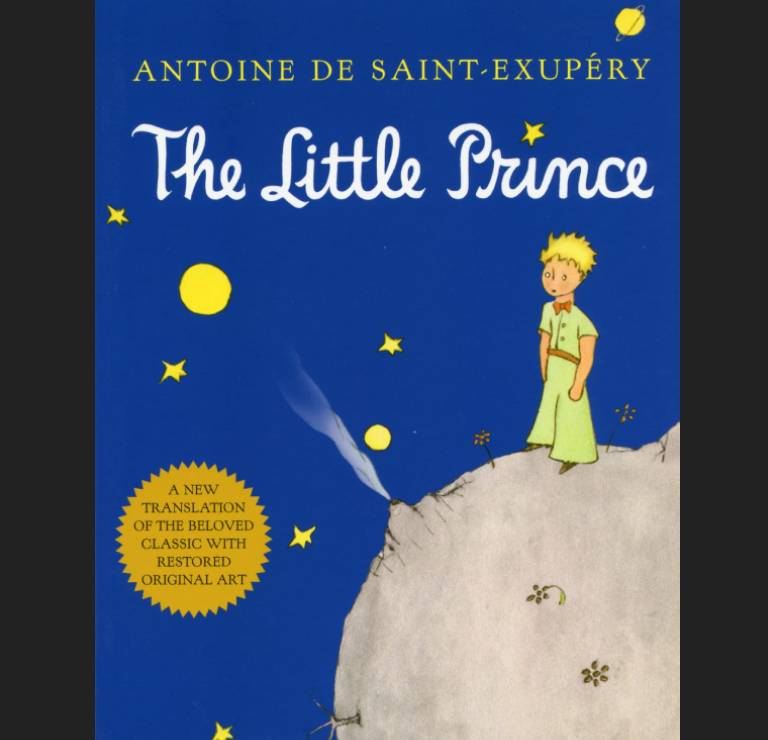 ANTOINE DE SAINT-EXUPÉRY
The Little Prince
A NEW
TRANSLATION
OF THE BELOVED
CLASSIC WITH
RESTORED
ORIGINAL ART